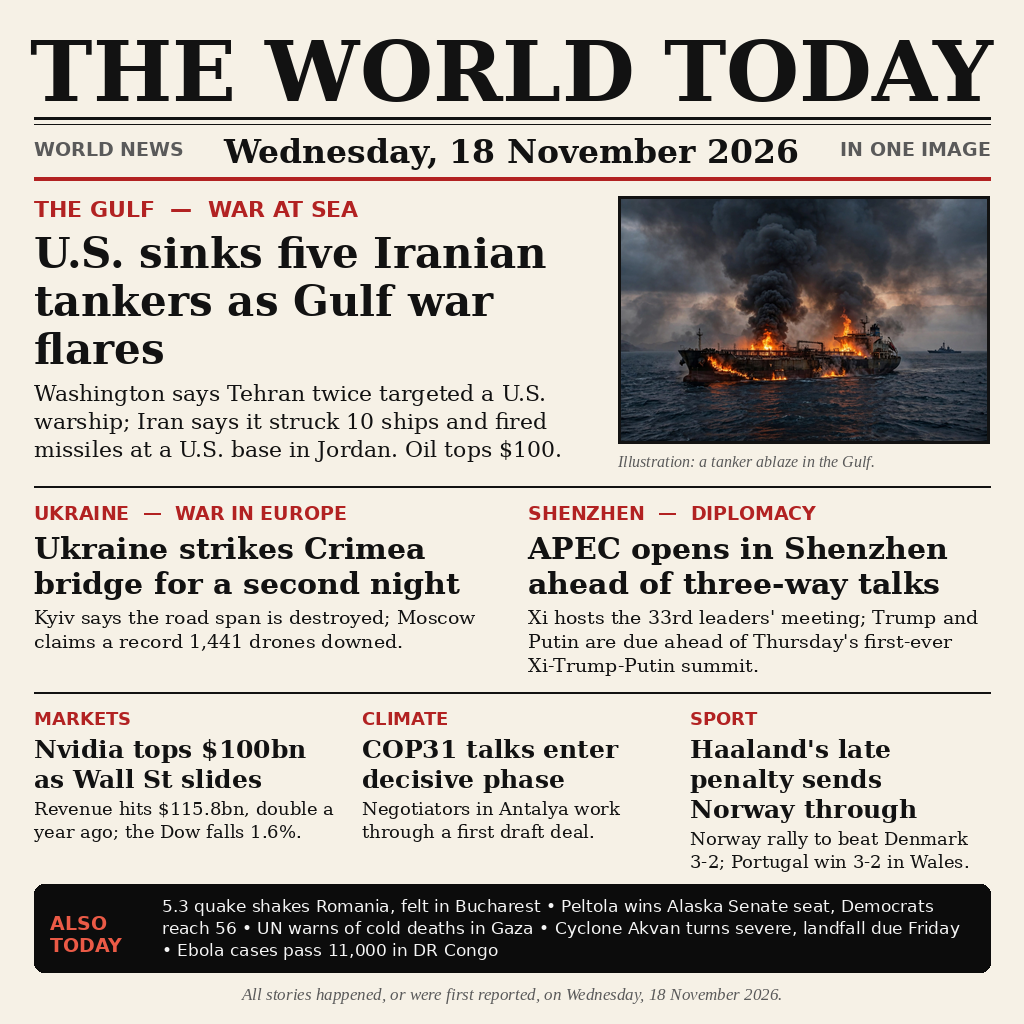 THE WORLD TODAY
WORLD NEWS
Wednesday, 18 November 2026
IN ONE IMAGE
THE GULF — WAR AT SEA
U.S. sinks five Iranian
tankers as Gulf war
flares
Washington says Tehran twice targeted a U.S.
warship; Iran says it struck 10 ships and fired
missiles at a U.S. base in Jordan. Oil tops $100.
Illustration: a tanker ablaze in the Gulf.
UKRAINE — WAR IN EUROPE
Ukraine strikes Crimea
bridge for a second night
Kyiv says the road span is destroyed; Moscow
claims a record 1,441 drones downed.
SHENZHEN — DIPLOMACY
APEC opens in Shenzhen
ahead of three-way talks
Xi hosts the 33rd leaders' meeting; Trump and
Putin are due ahead of Thursday's first-ever
Xi-Trump-Putin summit.
MARKETS
Nvidia tops $100bn
as Wall St slides
Revenue hits $115.8bn, double a
year ago; the Dow falls 1.6%.
CLIMATE
COP31 talks enter
decisive phase
Negotiators in Antalya work
through a first draft deal.
SPORT
Haaland's late
penalty sends
Norway through
Norway rally to beat Denmark
3-2; Portugal win 3-2 in Wales.
ALSO
TODAY
5.3 quake shakes Romania, felt in Bucharest • Peltola wins Alaska Senate seat, Democrats
reach 56 • UN warns of cold deaths in Gaza • Cyclone Akvan turns severe, landfall due Friday
• Ebola cases pass 11,000 in DR Congo
All stories happened, or were first reported, on Wednesday, 18 November 2026.